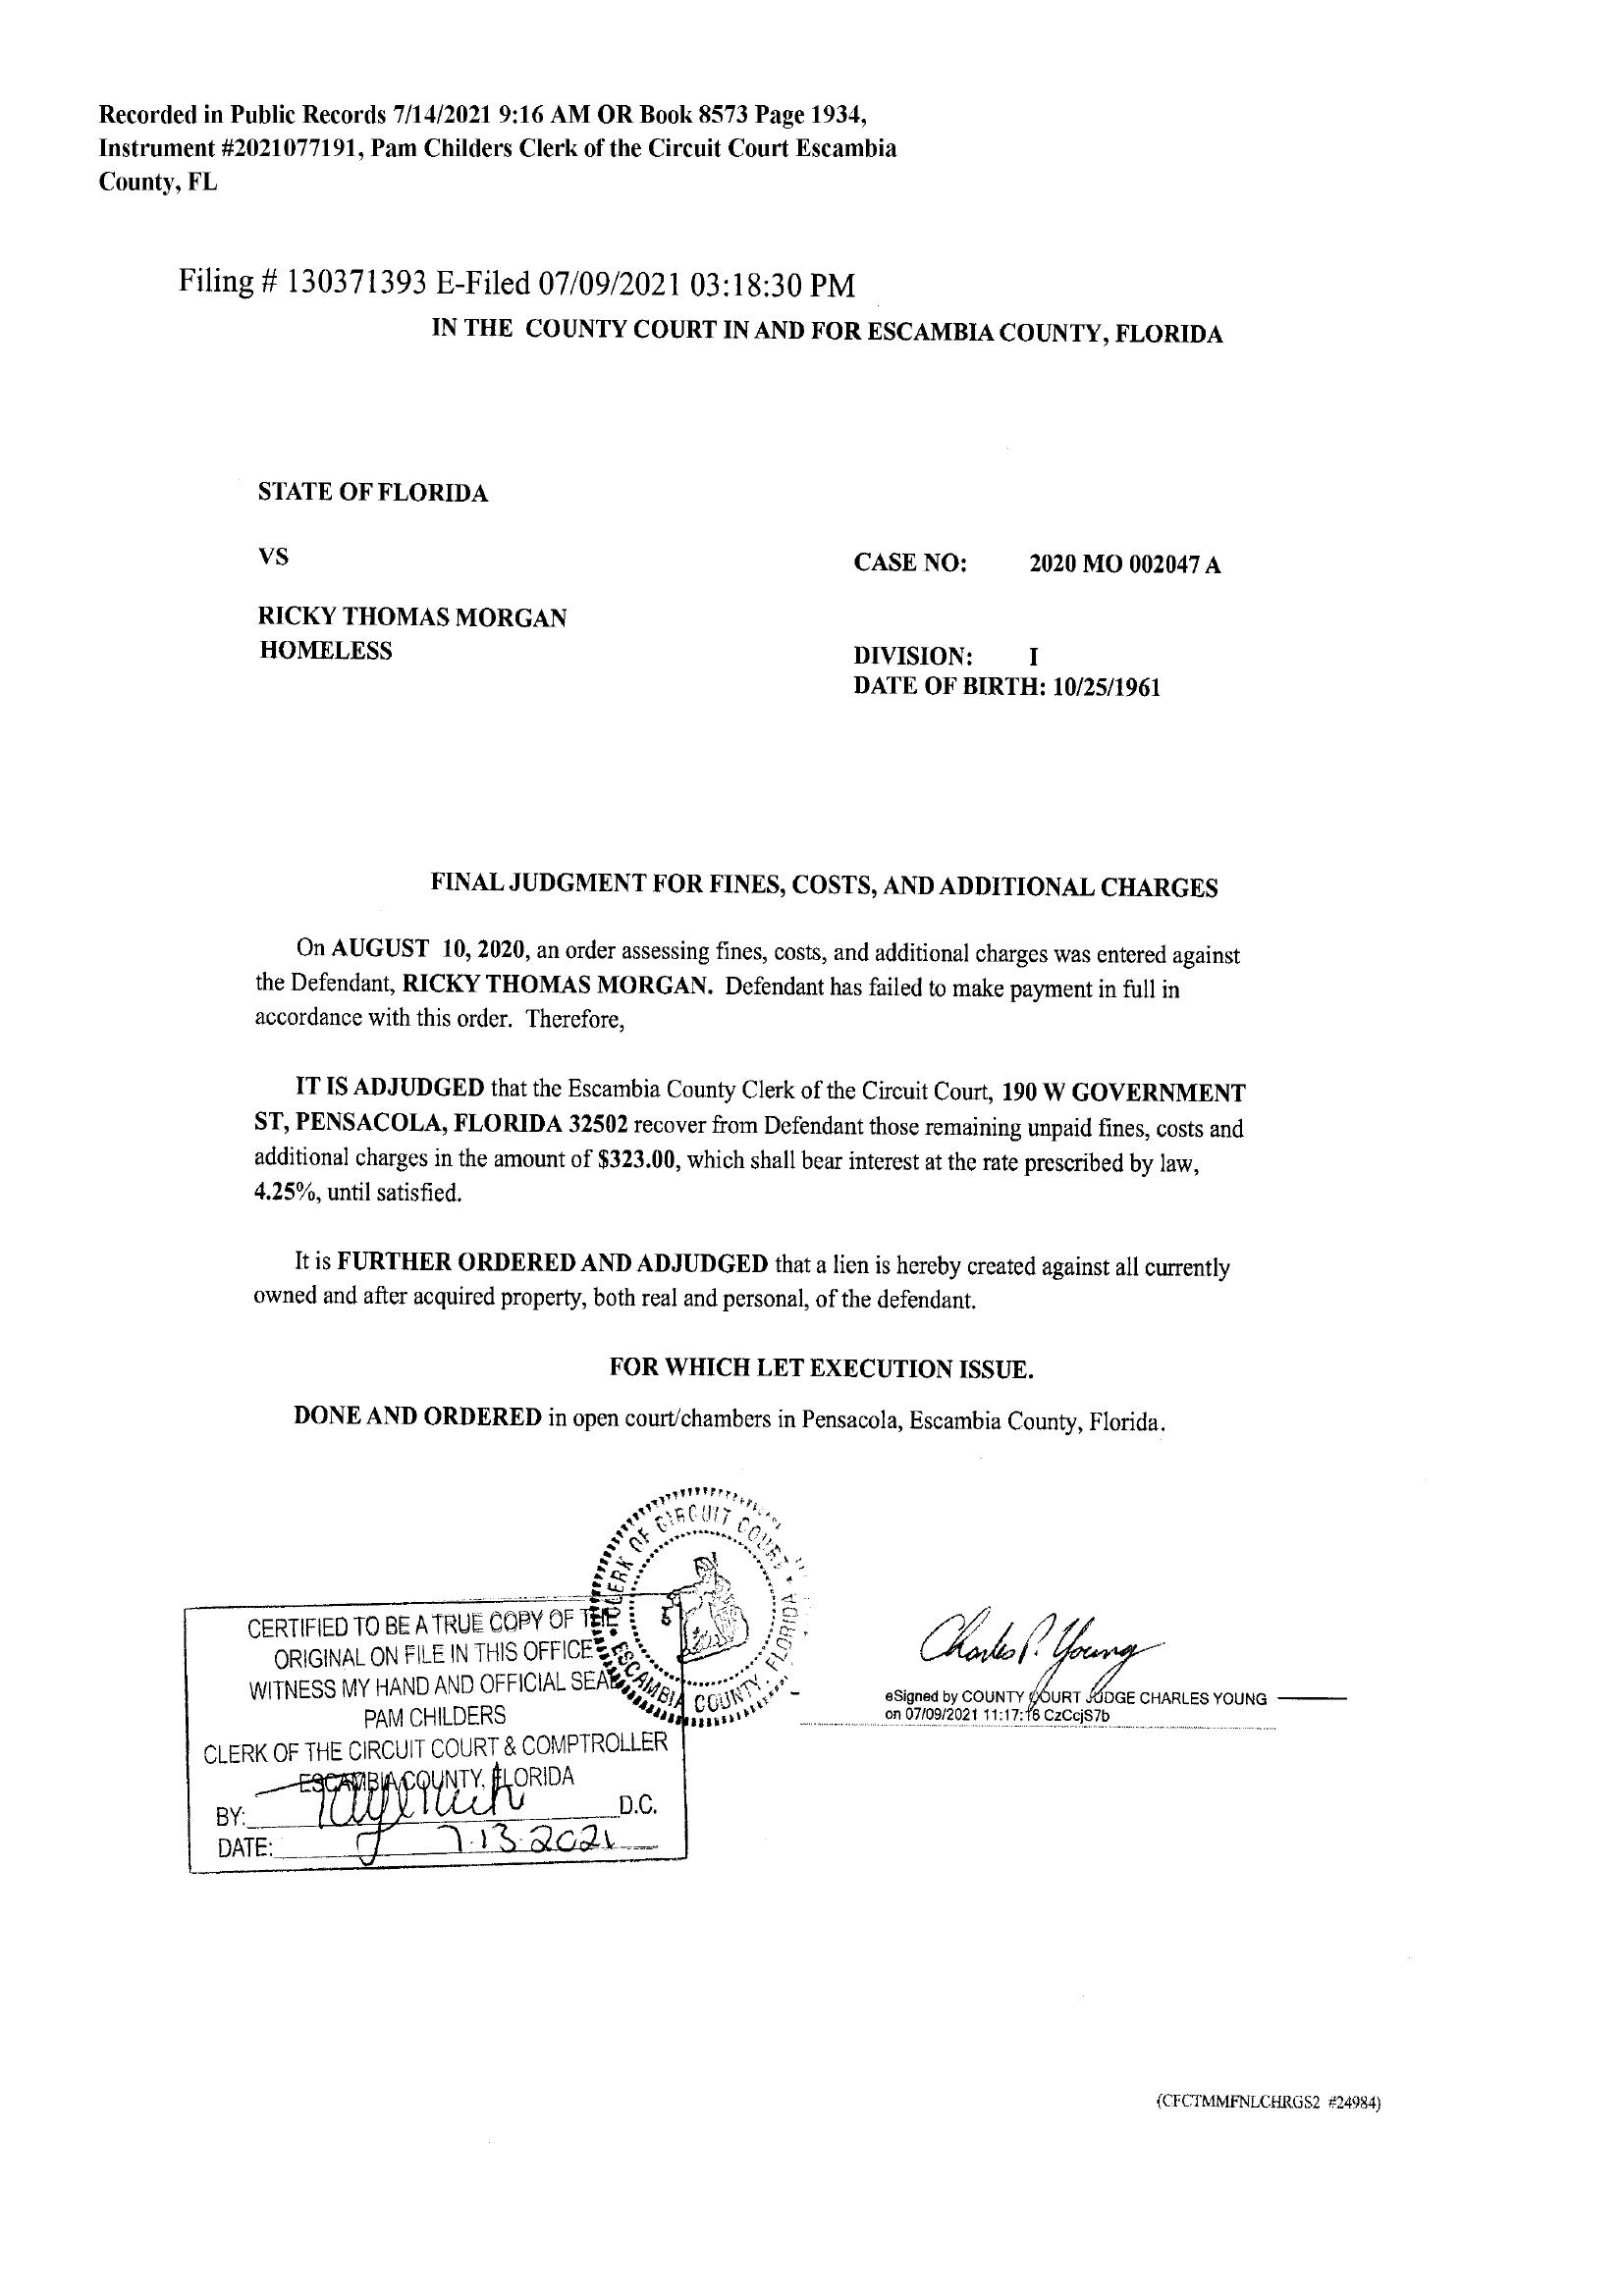 Recorded in Public Records 7/14/2021 9:16 AM OR Book 8573 Page 1934,
Instrument #2021077191, Pam Childers Clerk of the Circuit Court Escambia
County, FL
Filing # 130371393 E-Filed 07/09/2021 03:18:30 PM
IN THE COUNTY COURT IN AND FOR ESCAMBIA COUNTY, FLORIDA
STATE OF FLORIDA
VS
CASE NO: 2020 MO 002047 A
RICKY THOMAS MORGAN
HOMELESS
DIVISION: I
DATE OF BIRTH: 10/25/1961
FINAL JUDGMENT FOR FINES, COSTS, AND ADDITIONAL CHARGES
On AUGUST 10, 2020, an order assessing fines, costs, and additional charges was entered against
the Defendant, RICKY THOMAS MORGAN. Defendant has failed to make payment in full in
accordance with this order. Therefore,
IT IS ADJUDGED that the Escambia County Clerk of the Circuit Court, 190 W GOVERNMENT
ST, PENSACOLA, FLORIDA 32502 recover from Defendant those remaining unpaid fines, costs and
additional charges in the amount of $323.00, which shall bear interest at the rate prescribed by law,
4.25%, until satisfied.
It is FURTHER ORDERED AND ADJUDGED that a lien is hereby created against all currently
owned and after acquired property, both real and personal, of the defendant.
FOR WHICH LET EXECUTION ISSUE.
DONE AND ORDERED in open court/chambers in Pensacola, Escambia County, Florida.
CLERK OF CIRCUIT COURT
ESCAMBIA COUNTY, FLORIDA
CERTIFIED TO BE A TRUE COPY OF THE
ORIGINAL ON FILE IN THIS OFFICE
WITNESS MY HAND AND OFFICIAL SEAL
PAM CHILDERS
CLERK OF THE CIRCUIT COURT & COMPTROLLER
ESCAMBIA COUNTY, FLORIDA
BY: D.C.
DATE: 7.13.2021
Charles P. Young
eSigned by COUNTY COURT JUDGE CHARLES YOUNG
on 07/09/2021 11:17:16 CzCcjS7b
(CFCTMMFNLCHRGS2 #24984)